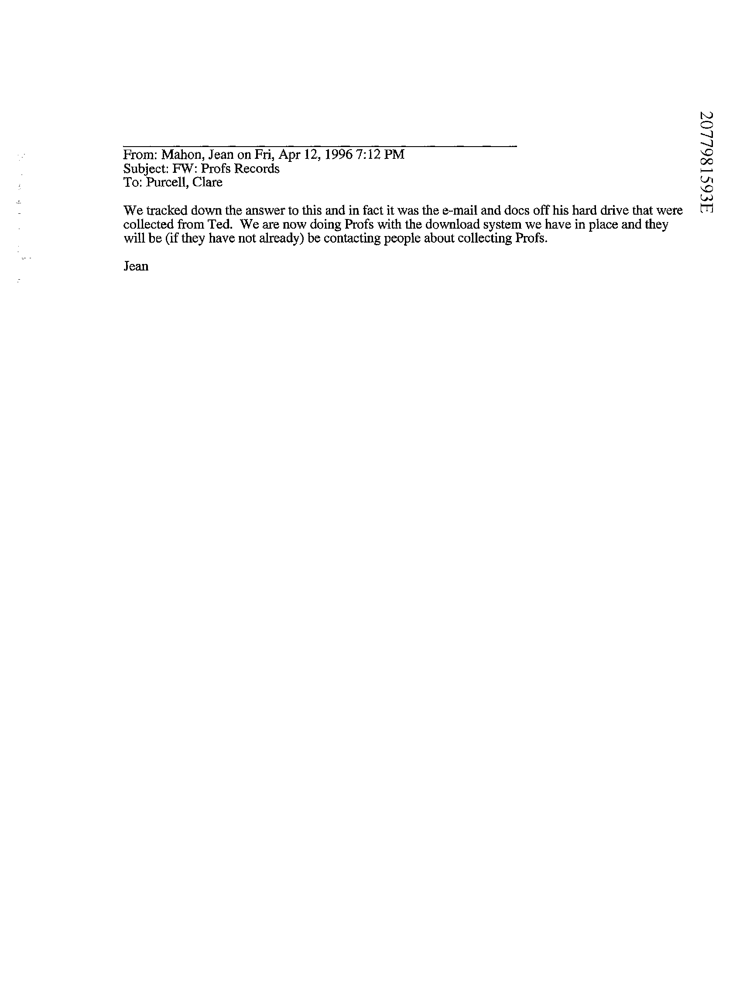 From: Mahon, Jean on Fri, Apr 12, 1996 7:12 PM
Subject: FW: Profs Records
To: Purcell, Clare
We tracked down the answer to this and in fact it was the e-mail and docs off his hard drive that were
collected from Ted. We are now doing Profs with the download system we have in place and they
will be (if they have not already) be contacting people about collecting Profs.
Jean
2077981593E